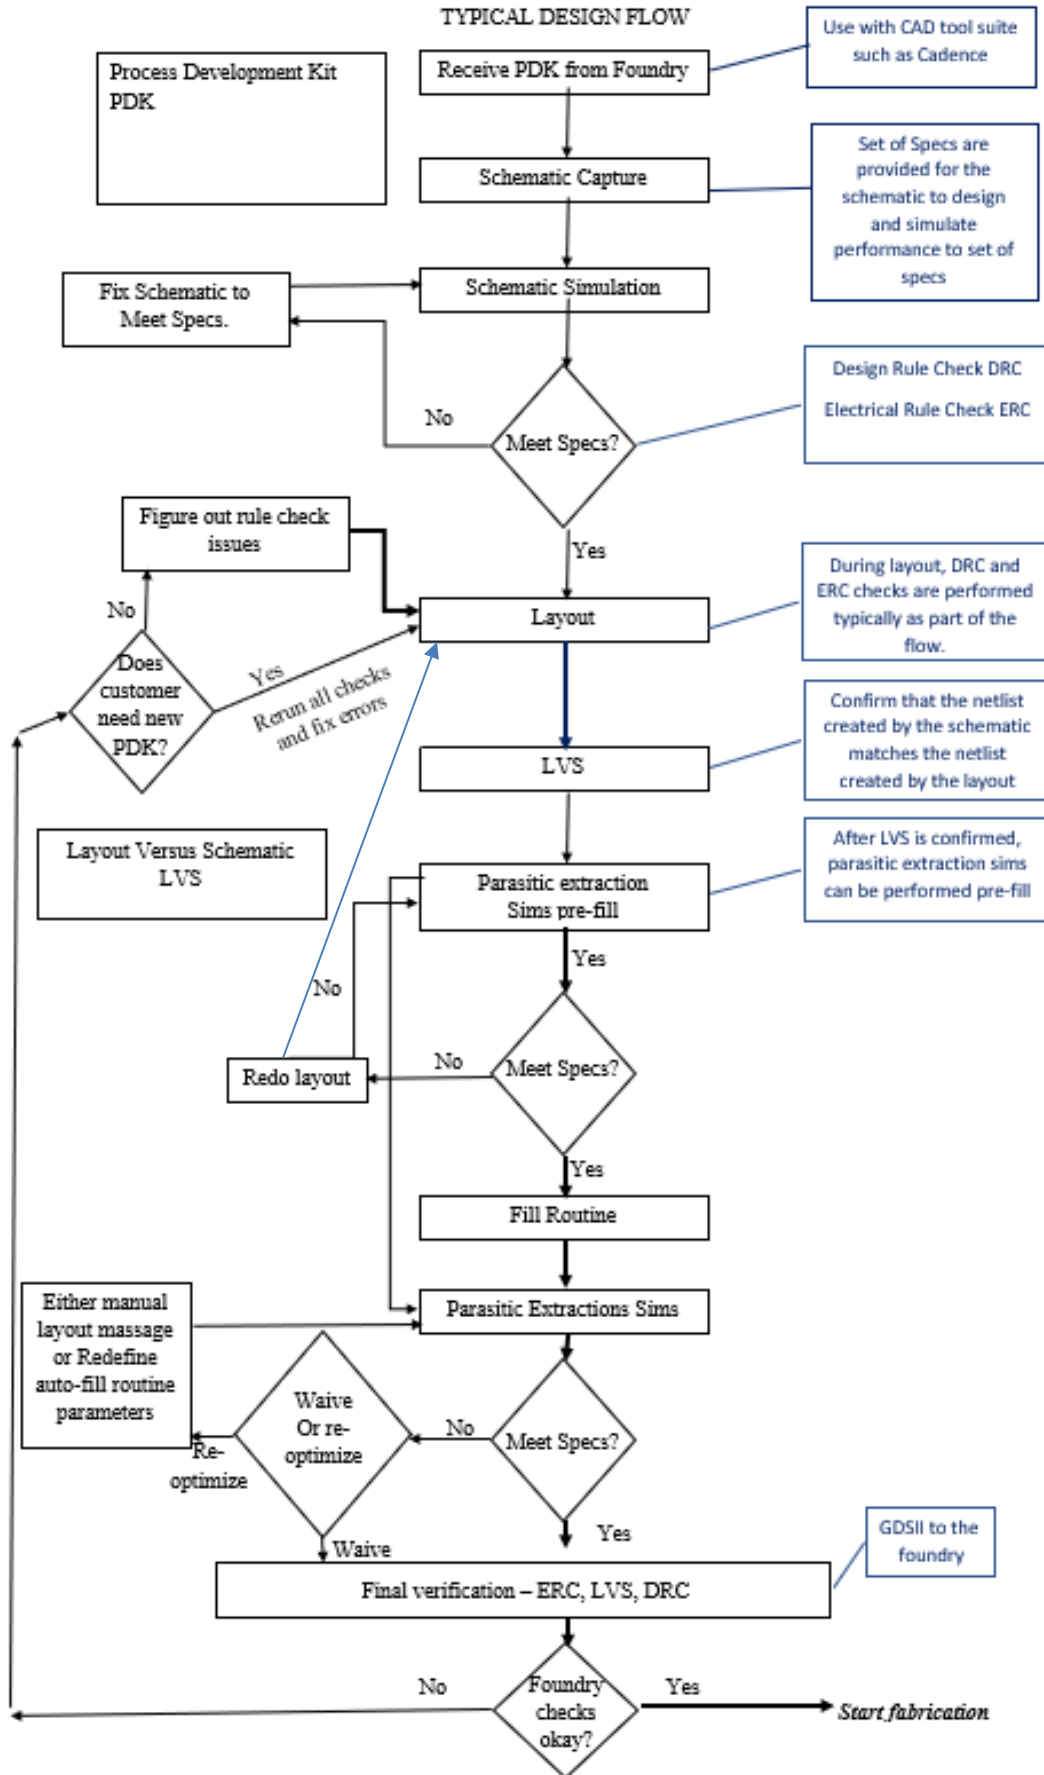 TYPICAL DESIGN FLOW
Use with CAD tool suite
such as Cadence
Process Development Kit
PDK
Receive PDK from Foundry
Set of Specs are
provided for the
schematic to design
and simulate
performance to set of
specs
Schematic Capture
Fix Schematic to
Meet Specs.
Schematic Simulation
Design Rule Check DRC
Electrical Rule Check ERC
No
Meet Specs?
Figure out rule check
issues
Yes
During layout, DRC and
ERC checks are performed
typically as part of the
flow.
No
Layout
Does
customer
need new
PDK?
Yes
Rerun all checks
and fix errors
Confirm that the netlist
created by the schematic
matches the netlist
created by the layout
LVS
Layout Versus Schematic
LVS
After LVS is confirmed,
parasitic extraction sims
can be performed pre-fill
Parasitic extraction
Sims pre-fill
Yes
No
Redo layout
No
Meet Specs?
Yes
Fill Routine
Either manual
layout massage
or Redefine
auto-fill routine
parameters
Parasitic Extractions Sims
Waive
Or re-
optimize
No
Meet Specs?
Re-
optimize
Yes
Waive
GDSII to the
foundry
Final verification – ERC, LVS, DRC
No
Foundry
checks
okay?
Yes
Start fabrication